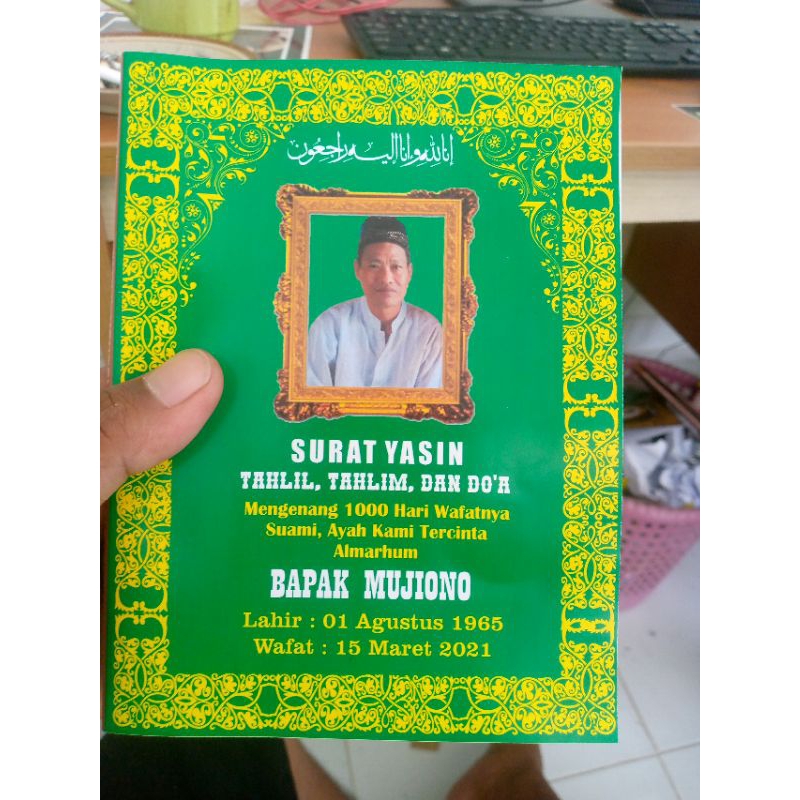 إنا لله وإنا إليه راجعون
SURAT YASIN
TAHLIL, TAHLIM, DAN DO'A
Mengenang 1000 Hari Wafatnya
Suami, Ayah Kami Tercinta
Almarhum
BAPAK MUJIONO
Lahir : 01 Agustus 1965
Wafat : 15 Maret 2021